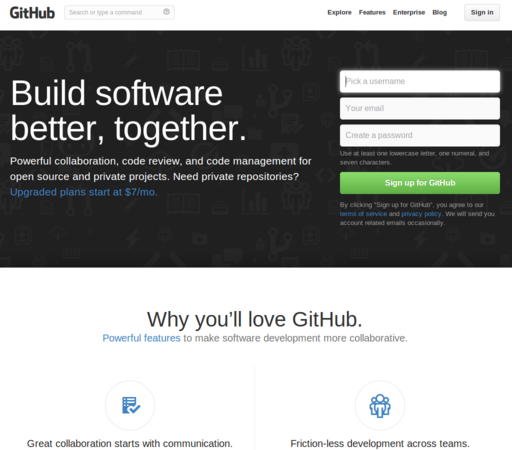 GitHub
Search or type a command
Explore Features Enterprise Blog
Sign in
Build software
better, together.
Powerful collaboration, code review, and code management for
open source and private projects. Need private repositories?
Upgraded plans start at $7/mo.
Pick a username
Your email
Create a password
Use at least one lowercase letter, one numeral, and
seven characters.
Sign up for GitHub
By clicking "Sign up for GitHub", you agree to our
terms of service and privacy policy. We will send you
account related emails occasionally.
Why you'll love GitHub.
Powerful features to make software development more collaborative.
Great collaboration starts with communication.
Friction-less development across teams.